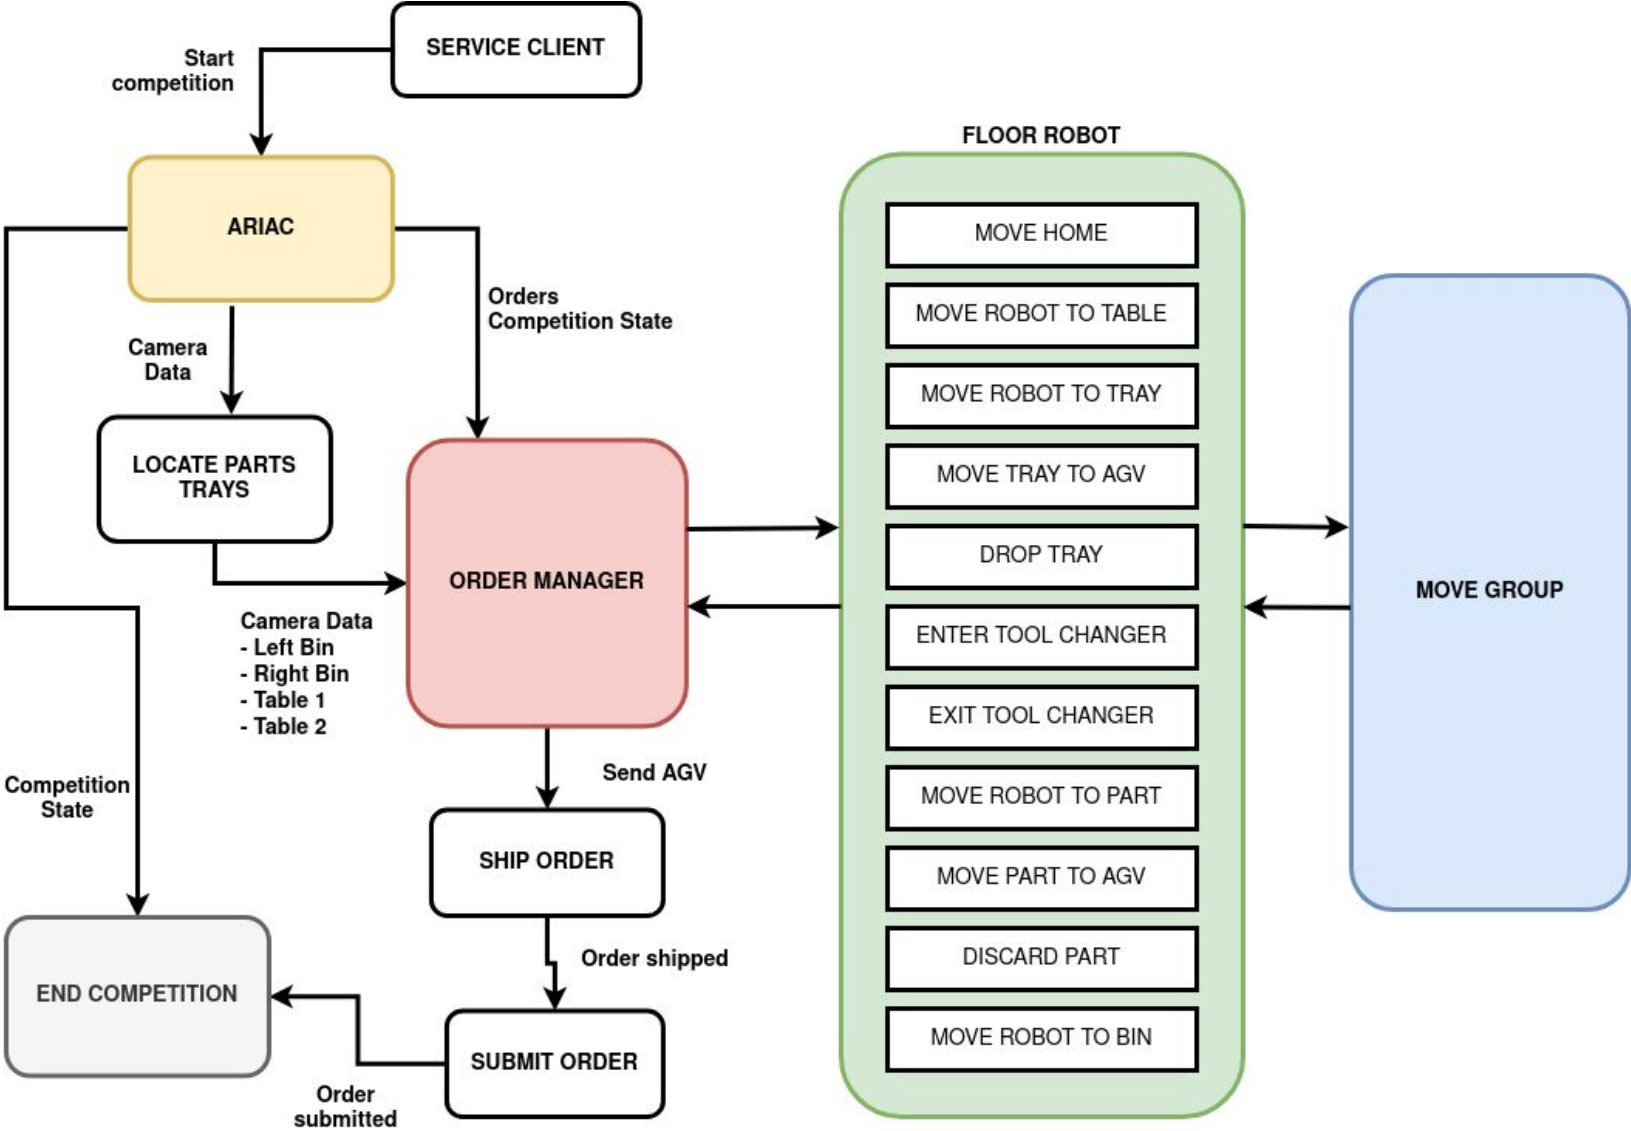 SERVICE CLIENT
Start
competition
ARIAC
Orders
Competition State
Camera
Data
LOCATE PARTS
TRAYS
ORDER MANAGER
Camera Data
- Left Bin
- Right Bin
- Table 1
- Table 2
Send AGV
Competition
State
SHIP ORDER
Order shipped
END COMPETITION
SUBMIT ORDER
Order
submitted
FLOOR ROBOT
MOVE HOME
MOVE ROBOT TO TABLE
MOVE ROBOT TO TRAY
MOVE TRAY TO AGV
DROP TRAY
ENTER TOOL CHANGER
EXIT TOOL CHANGER
MOVE ROBOT TO PART
MOVE PART TO AGV
DISCARD PART
MOVE ROBOT TO BIN
MOVE GROUP